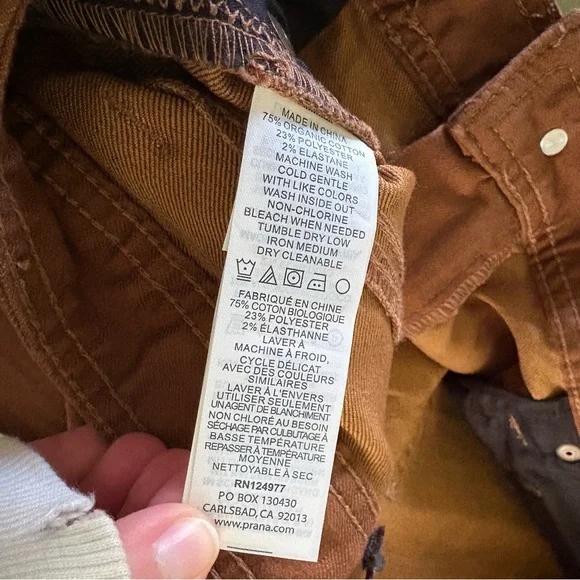 MADE IN CHINA
75% ORGANIC COTTON
23% POLYESTER
2% ELASTANE
MACHINE WASH
COLD GENTLE
WITH LIKE COLORS
WASH INSIDE OUT
NON-CHLORINE
BLEACH WHEN NEEDED
TUMBLE DRY LOW
IRON MEDIUM
DRY CLEANABLE
FABRIQUÉ EN CHINE
75% COTON BIOLOGIQUE
23% POLYESTER
2% ÉLASTHANNE
LAVER À
MACHINE À FROID,
CYCLE DÉLICAT
AVEC DES COULEURS
SIMILAIRES
LAVER À L'ENVERS
UTILISER SEULEMENT
UN AGENT DE BLANCHIMENT
NON CHLORÉ AU BESOIN
SÉCHAGE PAR CULBUTAGE À
BASSE TEMPÉRATURE
REPASSER À TEMPÉRATURE
MOYENNE
NETTOYABLE À SEC
RN124977
PO BOX 130430
CARLSBAD, CA 92013
www.prana.com